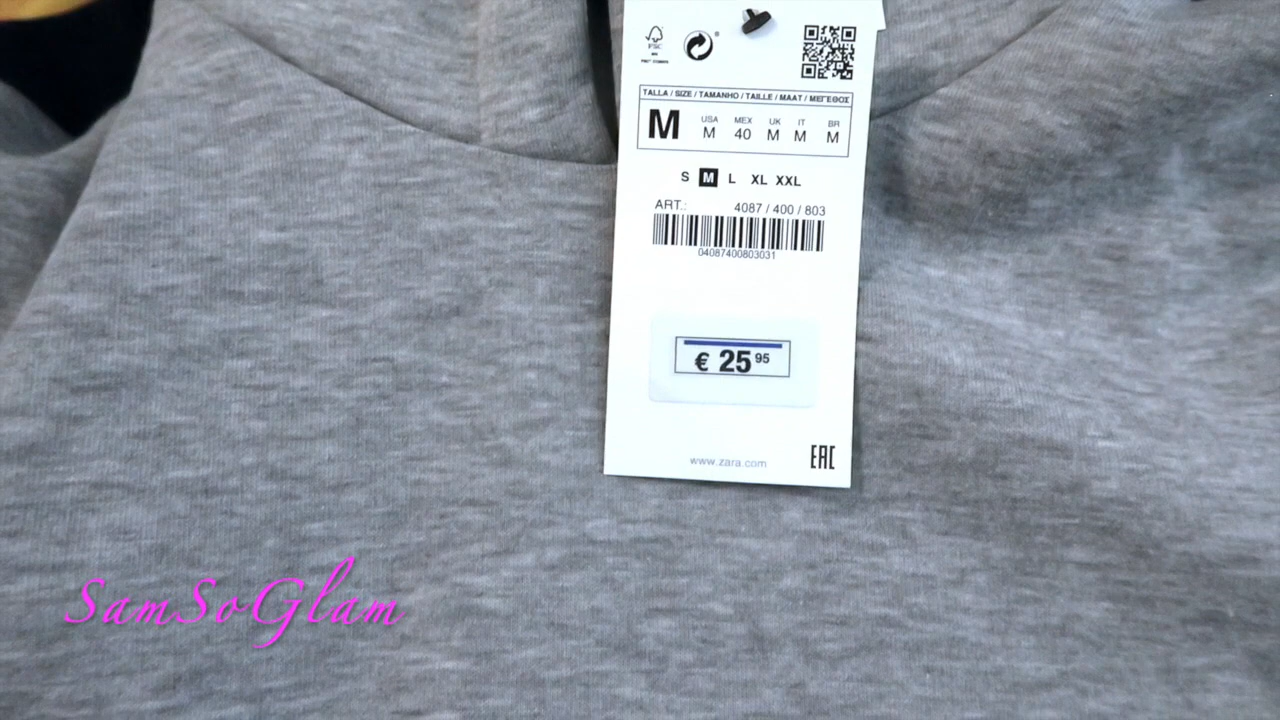 FSC
TALLA / SIZE / TAMANHO / TAILLE / MAAT / ΜΕΓΕΘΟΣ
M USA M MEX 40 UK M IT M BR M
S M L XL XXL
ART.: 4087 / 400 / 803
04087400803031
€ 25 95
www.zara.com EAC
SamSoGlam